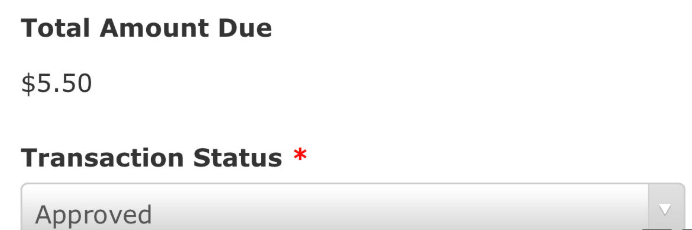 Total Amount Due
$5.50
Transaction Status *
Approved